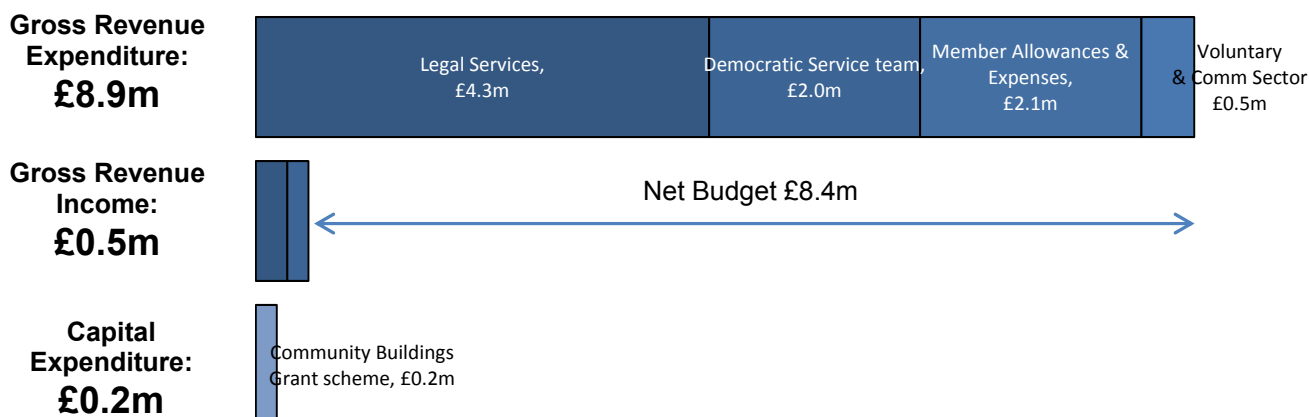 Gross Revenue
Expenditure:
£8.9m
Legal Services,
£4.3m
Democratic Service team,
£2.0m
Member Allowances &
Expenses,
£2.1m
Voluntary
& Comm Sector
£0.5m
Gross Revenue
Income:
£0.5m
Net Budget £8.4m
Capital
Expenditure:
£0.2m
Community Buildings
Grant scheme, £0.2m